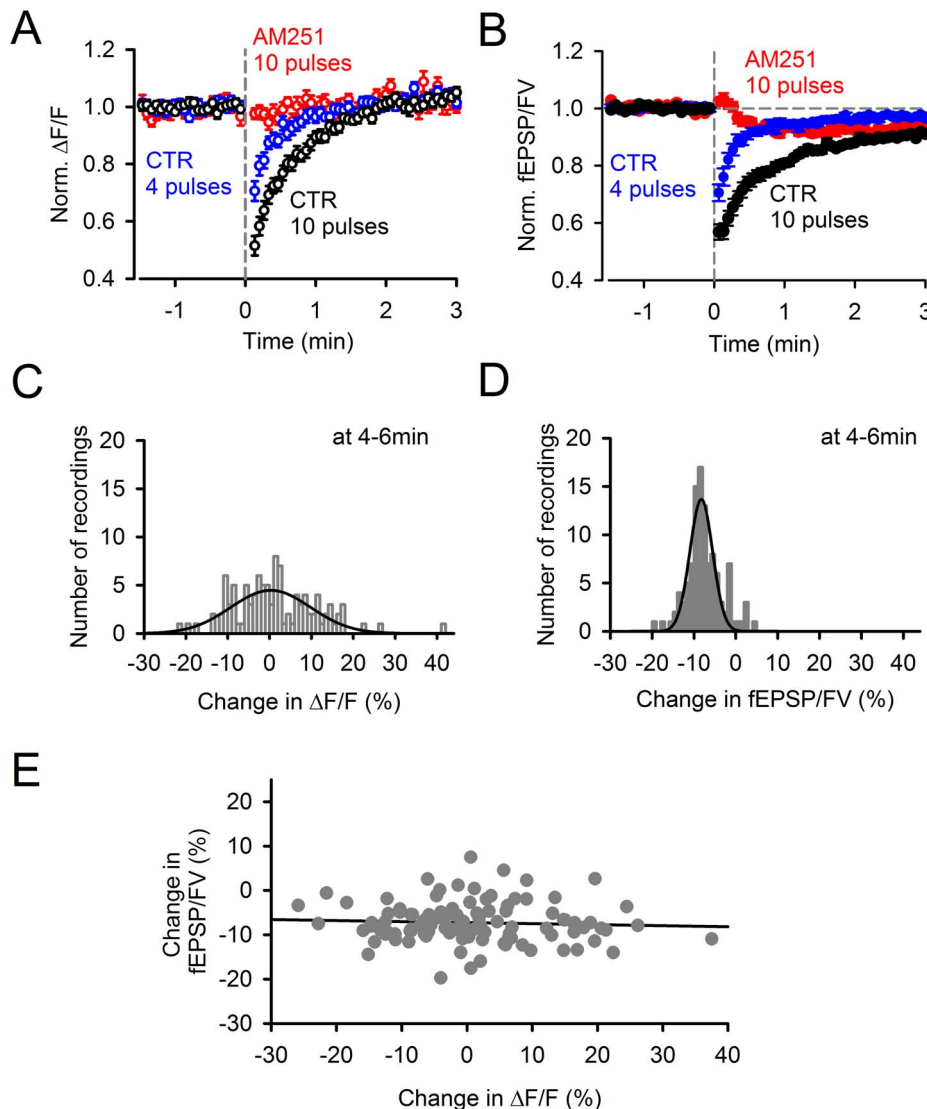 A
1.2
1.0
0.8
0.6
0.4
Norm. ΔF/F
AM251
10 pulses
CTR
4 pulses
CTR
10 pulses
-1
0
1
2
3
Time (min)
B
1.2
1.0
0.8
0.6
0.4
Norm. fEPSP/FV
AM251
10 pulses
CTR
4 pulses
CTR
10 pulses
-1
0
1
2
3
Time (min)
C
at 4-6min
20
15
10
5
0
Number of recordings
-30
-20
-10
0
10
20
30
40
Change in ΔF/F (%)
D
at 4-6min
20
15
10
5
0
Number of recordings
-30
-20
-10
0
10
20
30
40
Change in fEPSP/FV (%)
E
20
10
0
-10
-20
-30
Change in
fEPSP/FV (%)
-30
-20
-10
0
10
20
30
40
Change in ΔF/F (%)